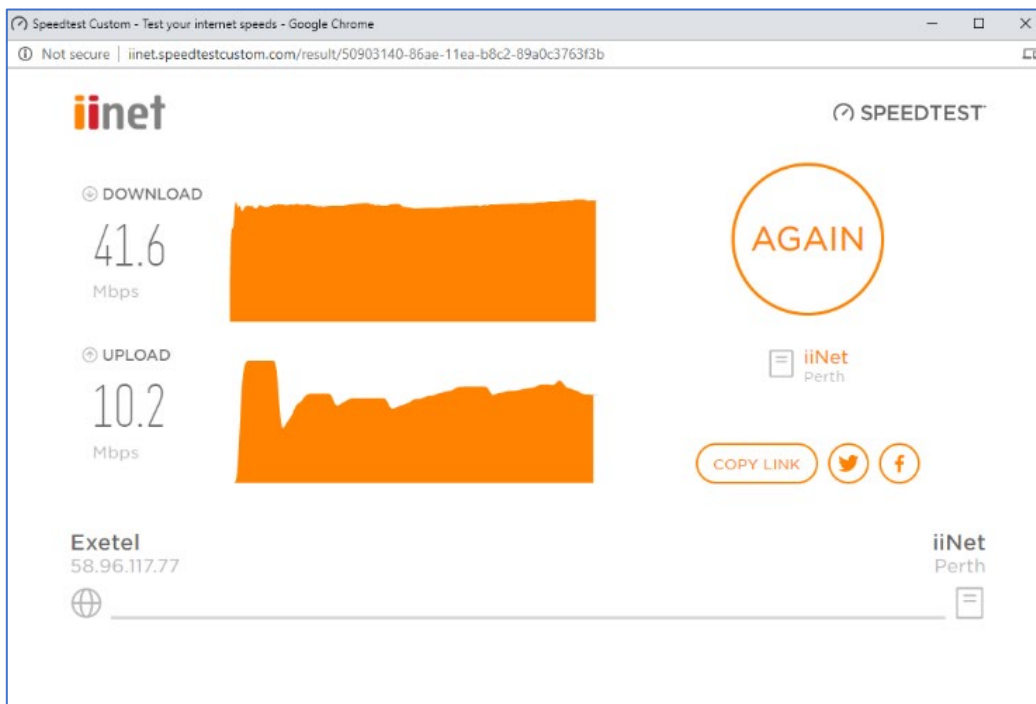 Speedtest Custom - Test your internet speeds - Google Chrome
Not secure | iinet.speedtestcustom.com/result/50903140-86ae-11ea-b8c2-89a0c3763f3b
iinet
SPEEDTEST
DOWNLOAD
41.6
Mbps
AGAIN
UPLOAD
10.2
Mbps
iiNet
Perth
COPY LINK
Exetel
58.96.117.77
iiNet
Perth